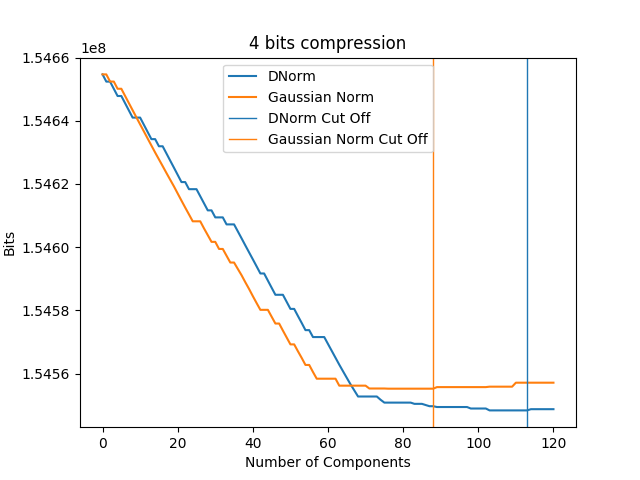 4 bits compression
1e8
1.5466
1.5464
1.5462
1.5460
1.5458
1.5456
Bits
DNorm
Gaussian Norm
DNorm Cut Off
Gaussian Norm Cut Off
0 20 40 60 80 100 120
Number of Components